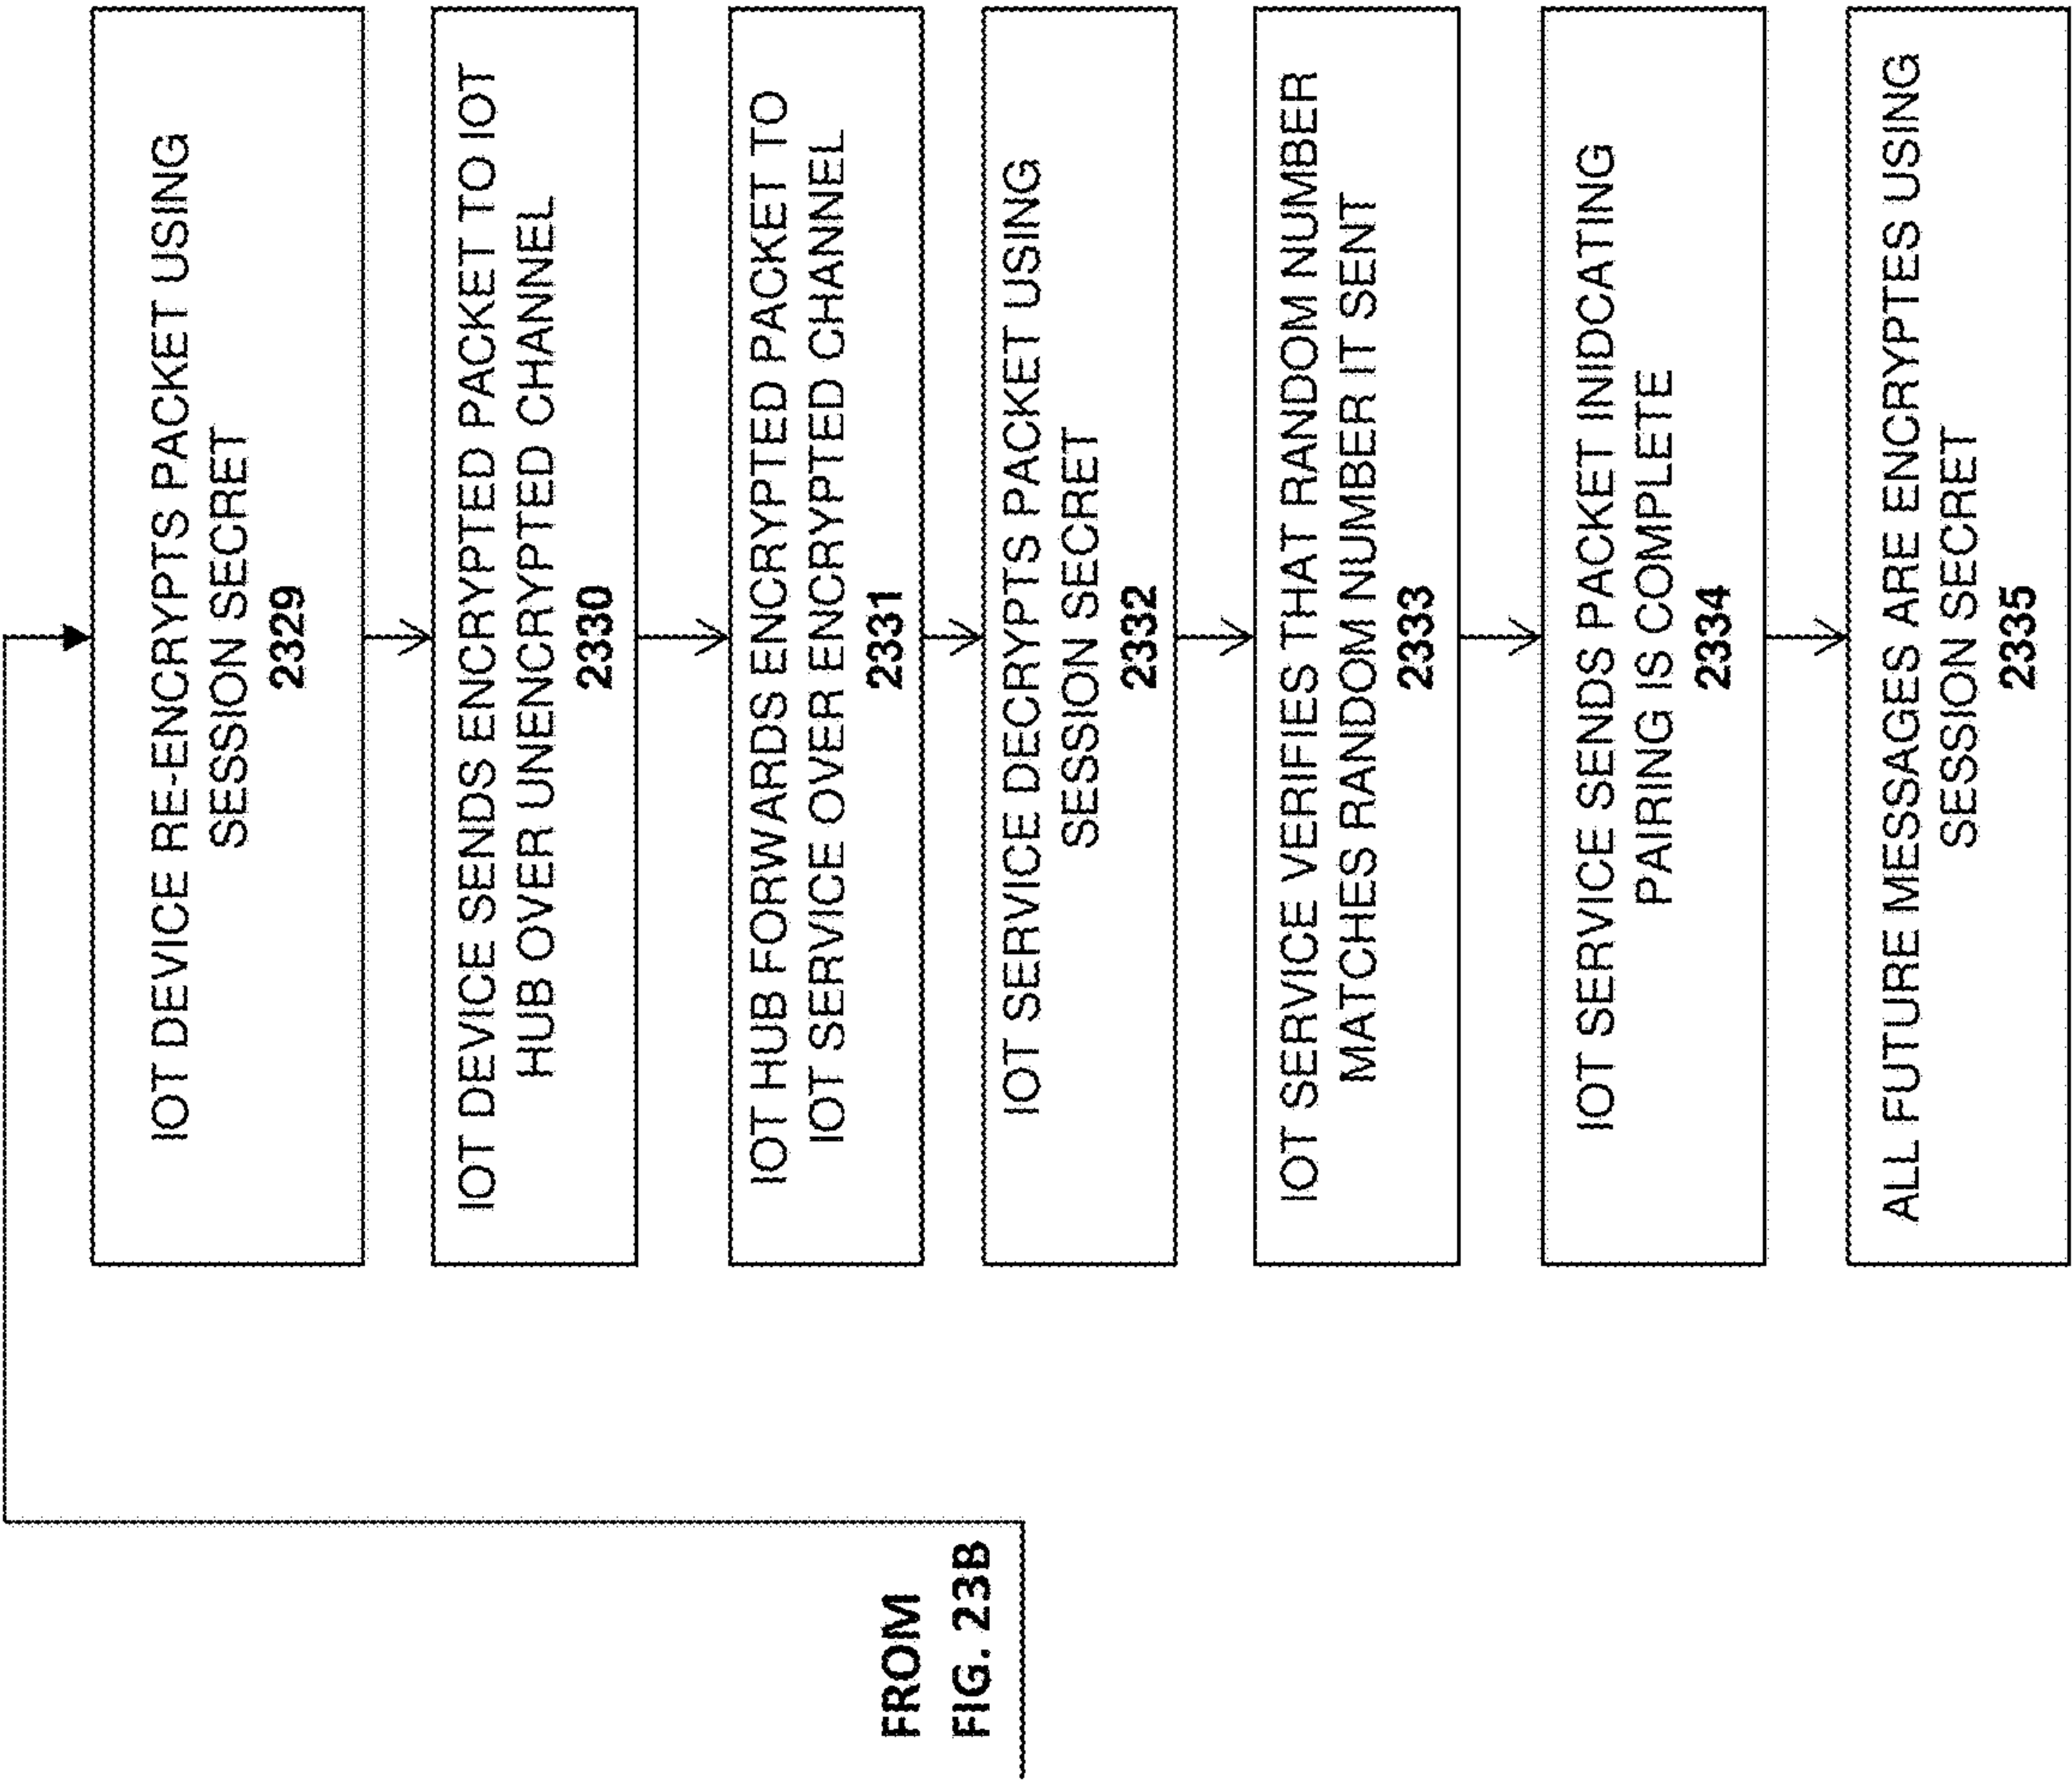 FROM
FIG. 23B
IOT DEVICE RE-ENCRYPTS PACKET USING
SESSION SECRET
2329
IOT DEVICE SENDS ENCRYPTED PACKET TO IOT
HUB OVER UNENCRYPTED CHANNEL
2330
IOT HUB FORWARDS ENCRYPTED PACKET TO
IOT SERVICE OVER ENCRYPTED CHANNEL
2331
IOT SERVICE DECRYPTS PACKET USING
SESSION SECRET
2332
IOT SERVICE VERIFIES THAT RANDOM NUMBER
MATCHES RANDOM NUMBER IT SENT
2333
IOT SERVICE SENDS PACKET INIDCATING
PAIRING IS COMPLETE
2334
ALL FUTURE MESSAGES ARE ENCRYPTES USING
SESSION SECRET
2335